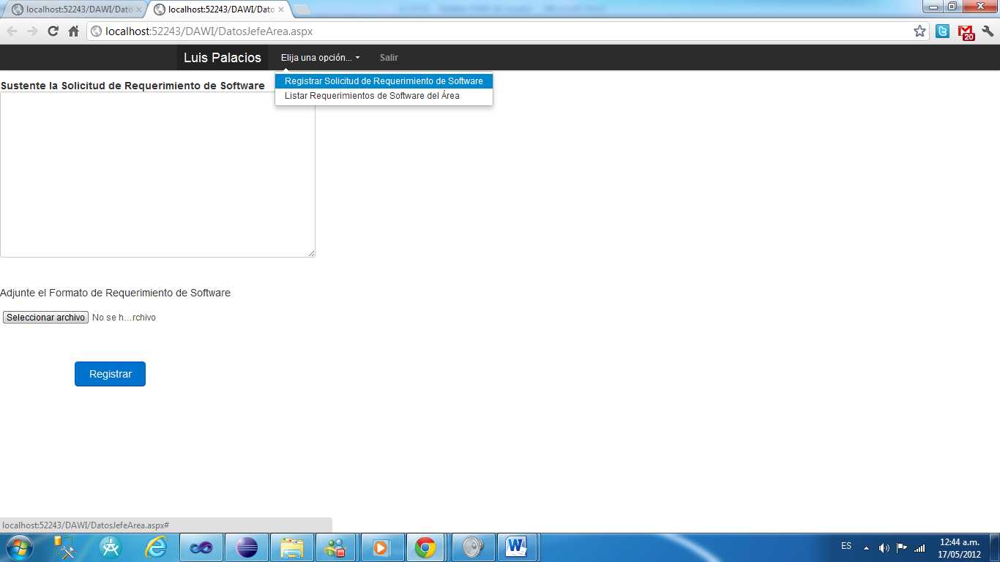 localhost:52243/DAWI/Dato
localhost:52243/DAWI/Dato
localhost:52243/DAWI/DatosJefeArea.aspx
20
Luis Palacios
Elija una opción...
Salir
Registrar Solicitud de Requerimiento de Software
Listar Requerimientos de Software del Área
Sustente la Solicitud de Requerimiento de Software
Adjunte el Formato de Requerimiento de Software
Seleccionar archivo No se h...rchivo
Registrar
localhost:52243/DAWI/DatosJefeArea.aspx#
ES
12:44 a.m.
17/05/2012